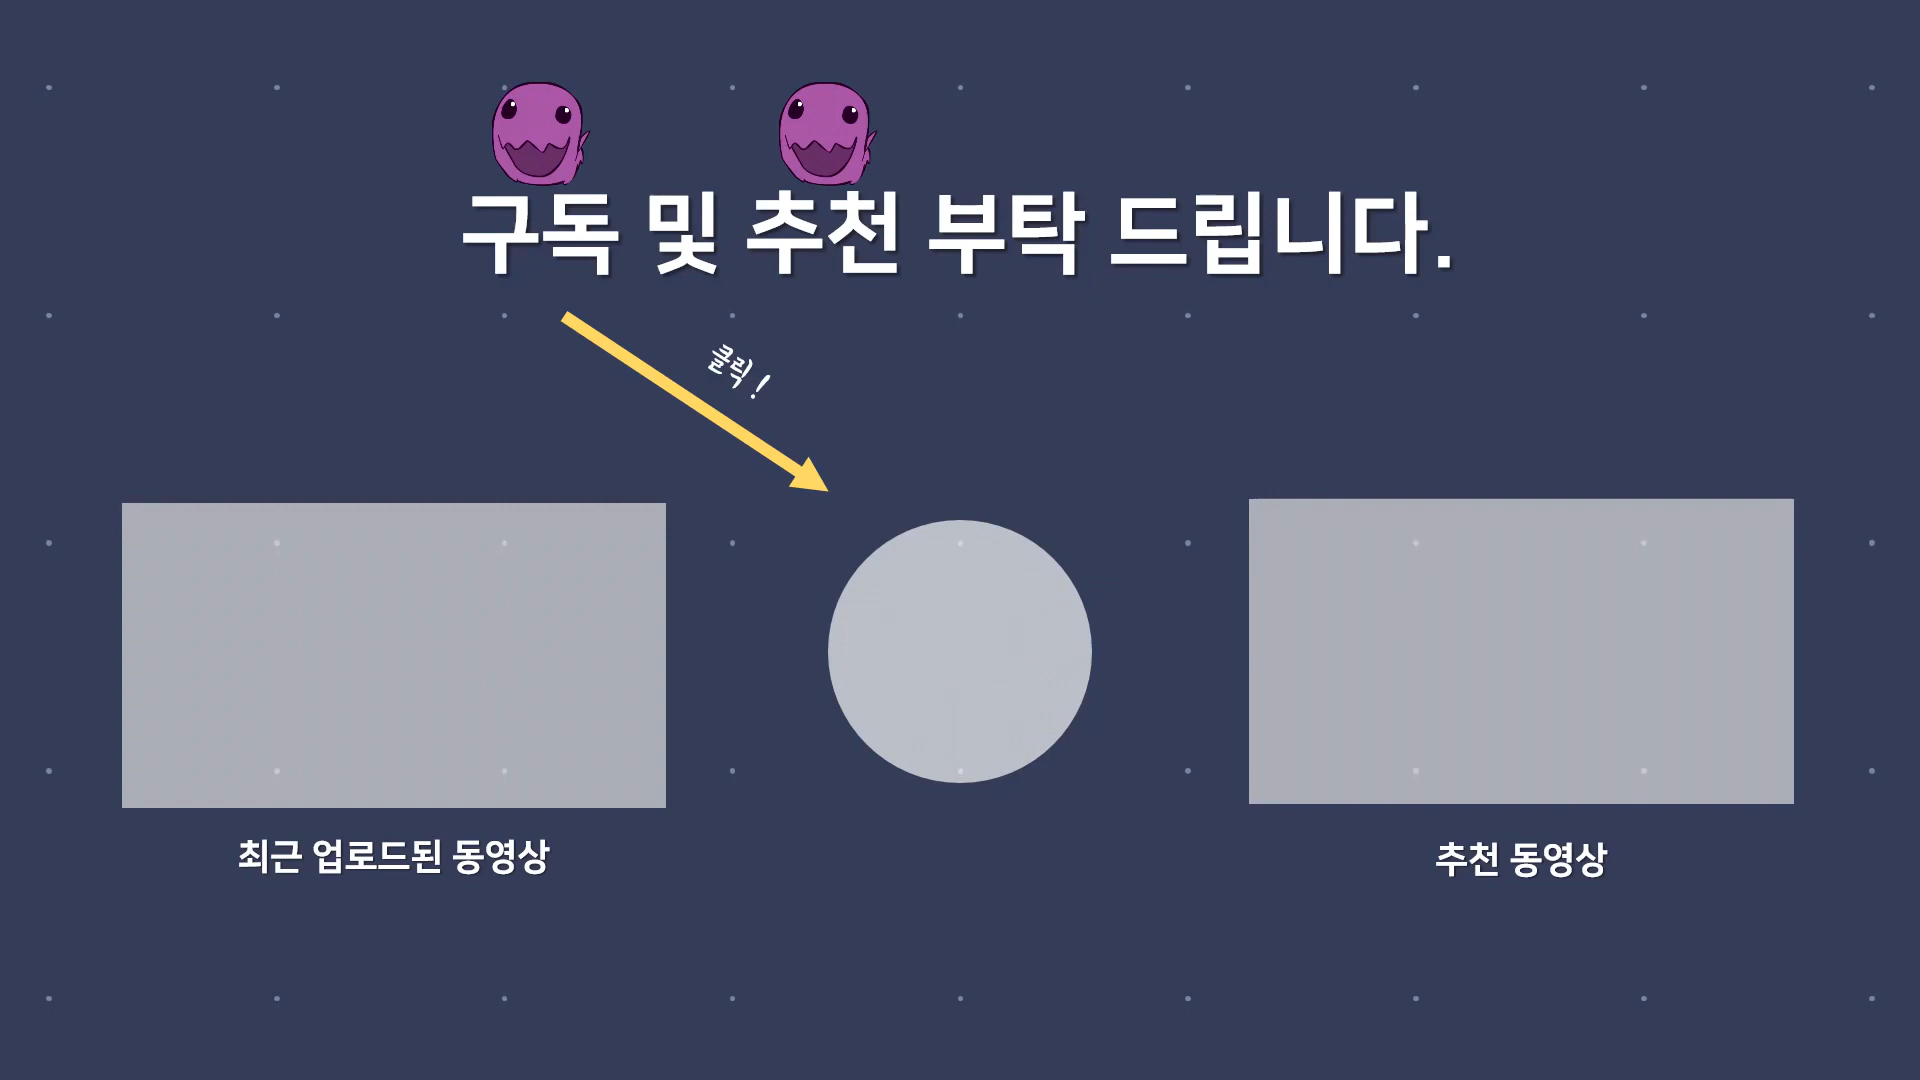 구독 및 추천 부탁 드립니다.
클릭!
최근 업로드된 동영상
추천 동영상